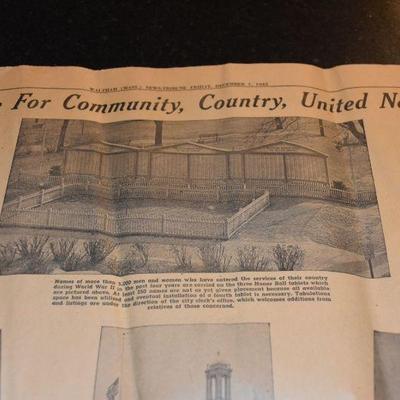 WALTHAM (MASS.) NEWS-TRIBUNE FRIDAY, DECEMBER 7, 1945
For Community, Country, United N
Names of more than 5,000 men and women who have entered the services of their country
during World War II in the past four years are carried on the three Honor Roll tablets which
are pictured above. At least 250 names are not as yet given placement because all available
space has been utilized and eventual installation of a fourth tablet is necessary. Tabulations
and listings are under the direction of the city clerk's office, which welcomes additions from
relatives of those concerned.